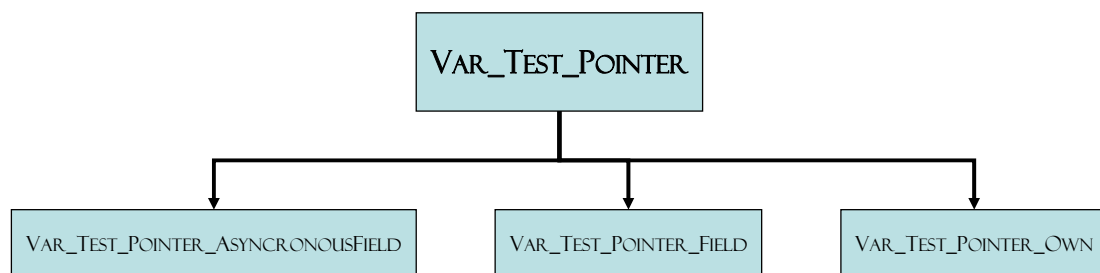 Var_Test_Pointer
Var_Test_Pointer_AsyncronousField
Var_Test_Pointer_Field
Var_Test_Pointer_Own